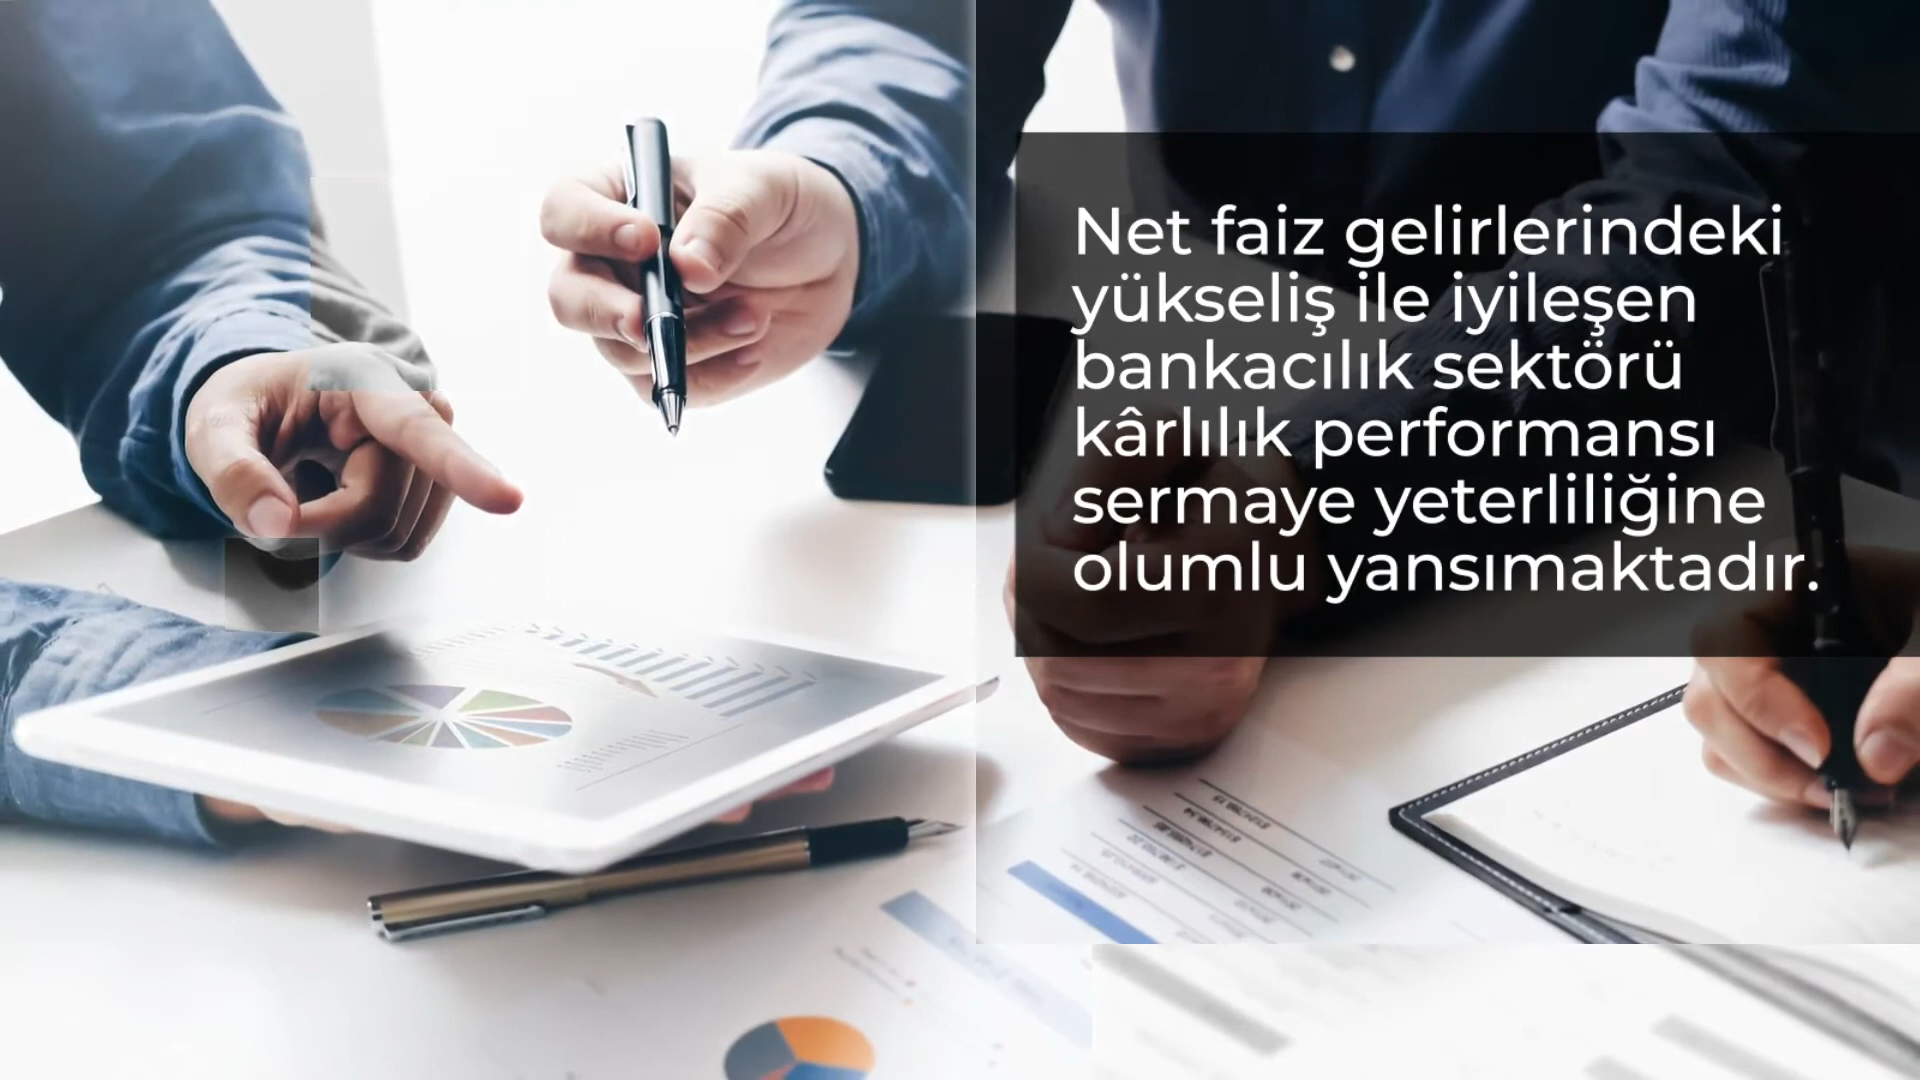 Net faiz gelirlerindeki
yükseliş ile iyileşen
bankacılık sektörü
kârlılık performansı
sermaye yeterliliğine
olumlu yansımaktadır.